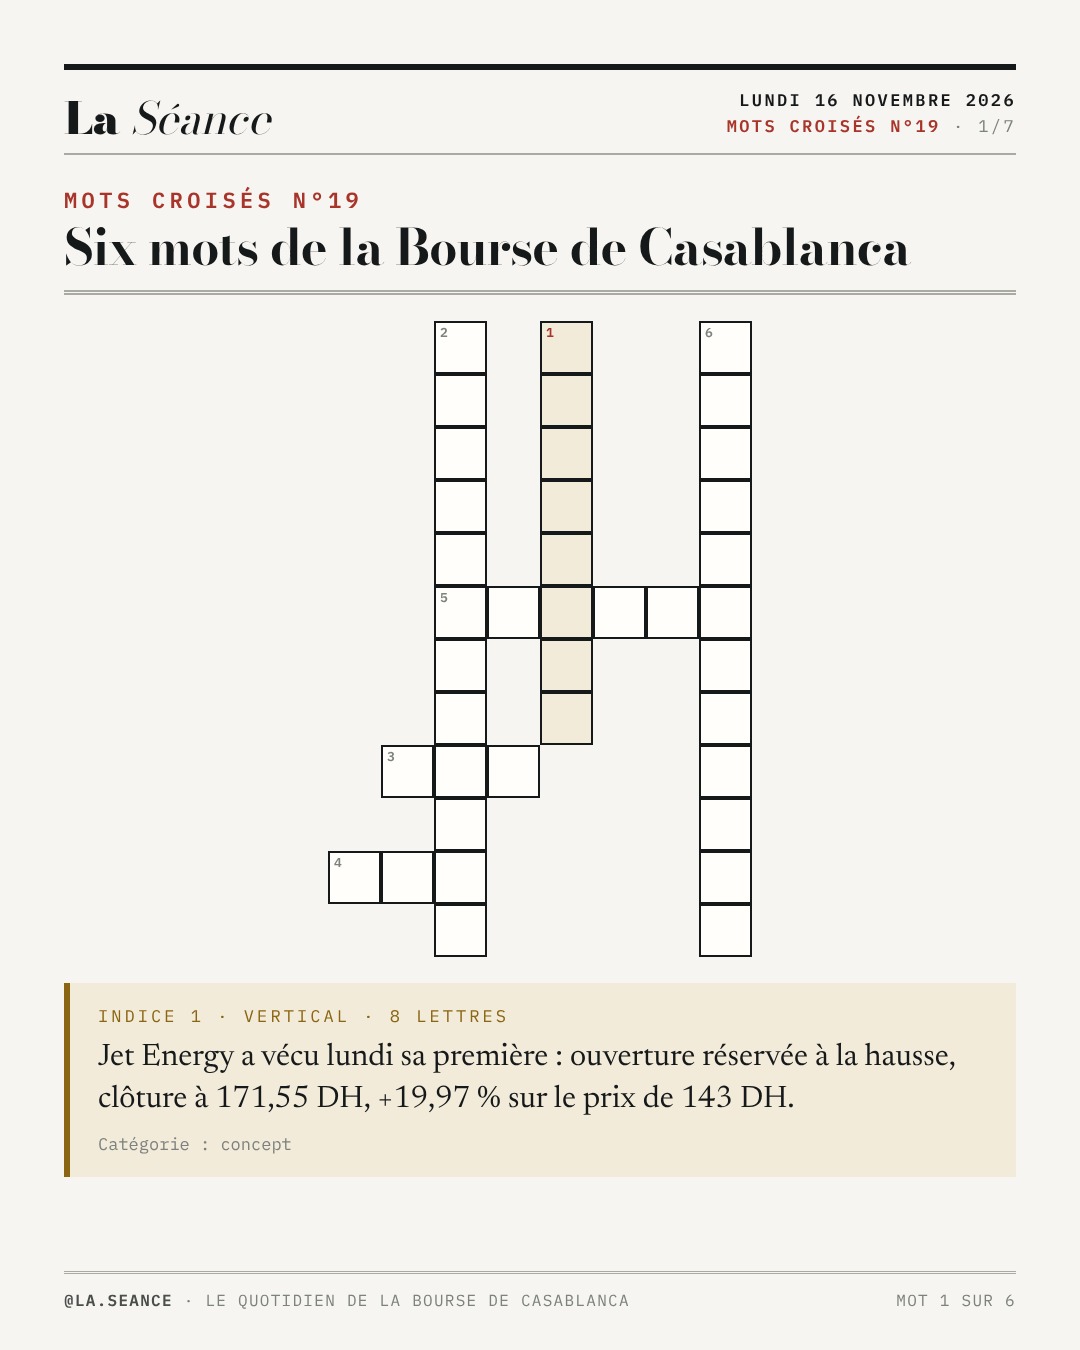 La Séance
LUNDI 16 NOVEMBRE 2026
MOTS CROISÉS N°19 · 1/7
MOTS CROISÉS N°19
Six mots de la Bourse de Casablanca
2 1 6
5
3
4
INDICE 1 · VERTICAL · 8 LETTRES
Jet Energy a vécu lundi sa première : ouverture réservée à la hausse,
clôture à 171,55 DH, +19,97 % sur le prix de 143 DH.
Catégorie : concept
@LA.SEANCE · LE QUOTIDIEN DE LA BOURSE DE CASABLANCA
MOT 1 SUR 6